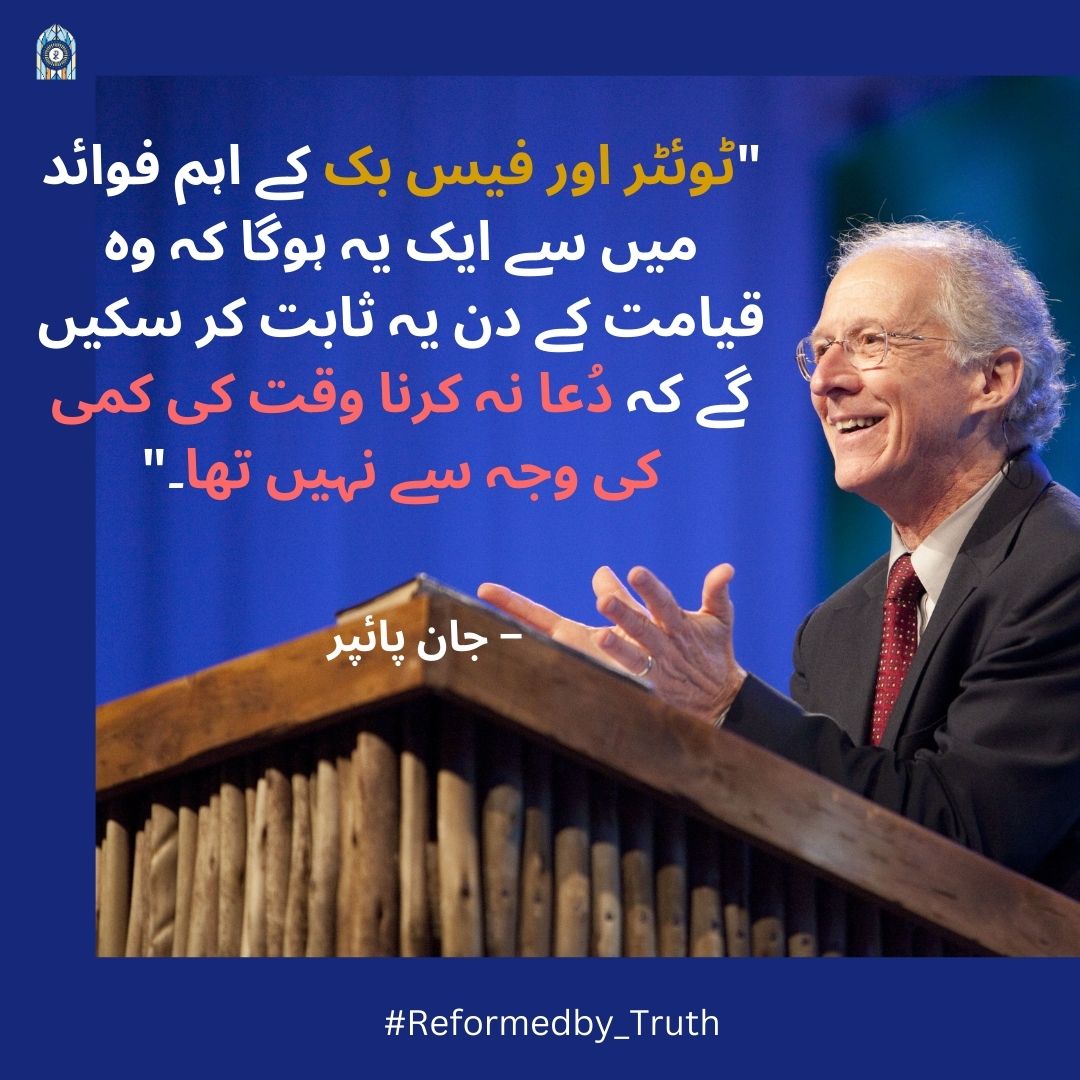 "ٹوئٹر اور فیس بک کے اہم فوائد
میں سے ایک یہ ہوگا کہ وہ
قیامت کے دن یہ ثابت کر سکیں
گے کہ دُعا نہ کرنا وقت کی کمی
کی وجہ سے نہیں تھا۔"
– جان پائپر
#Reformedby_Truth